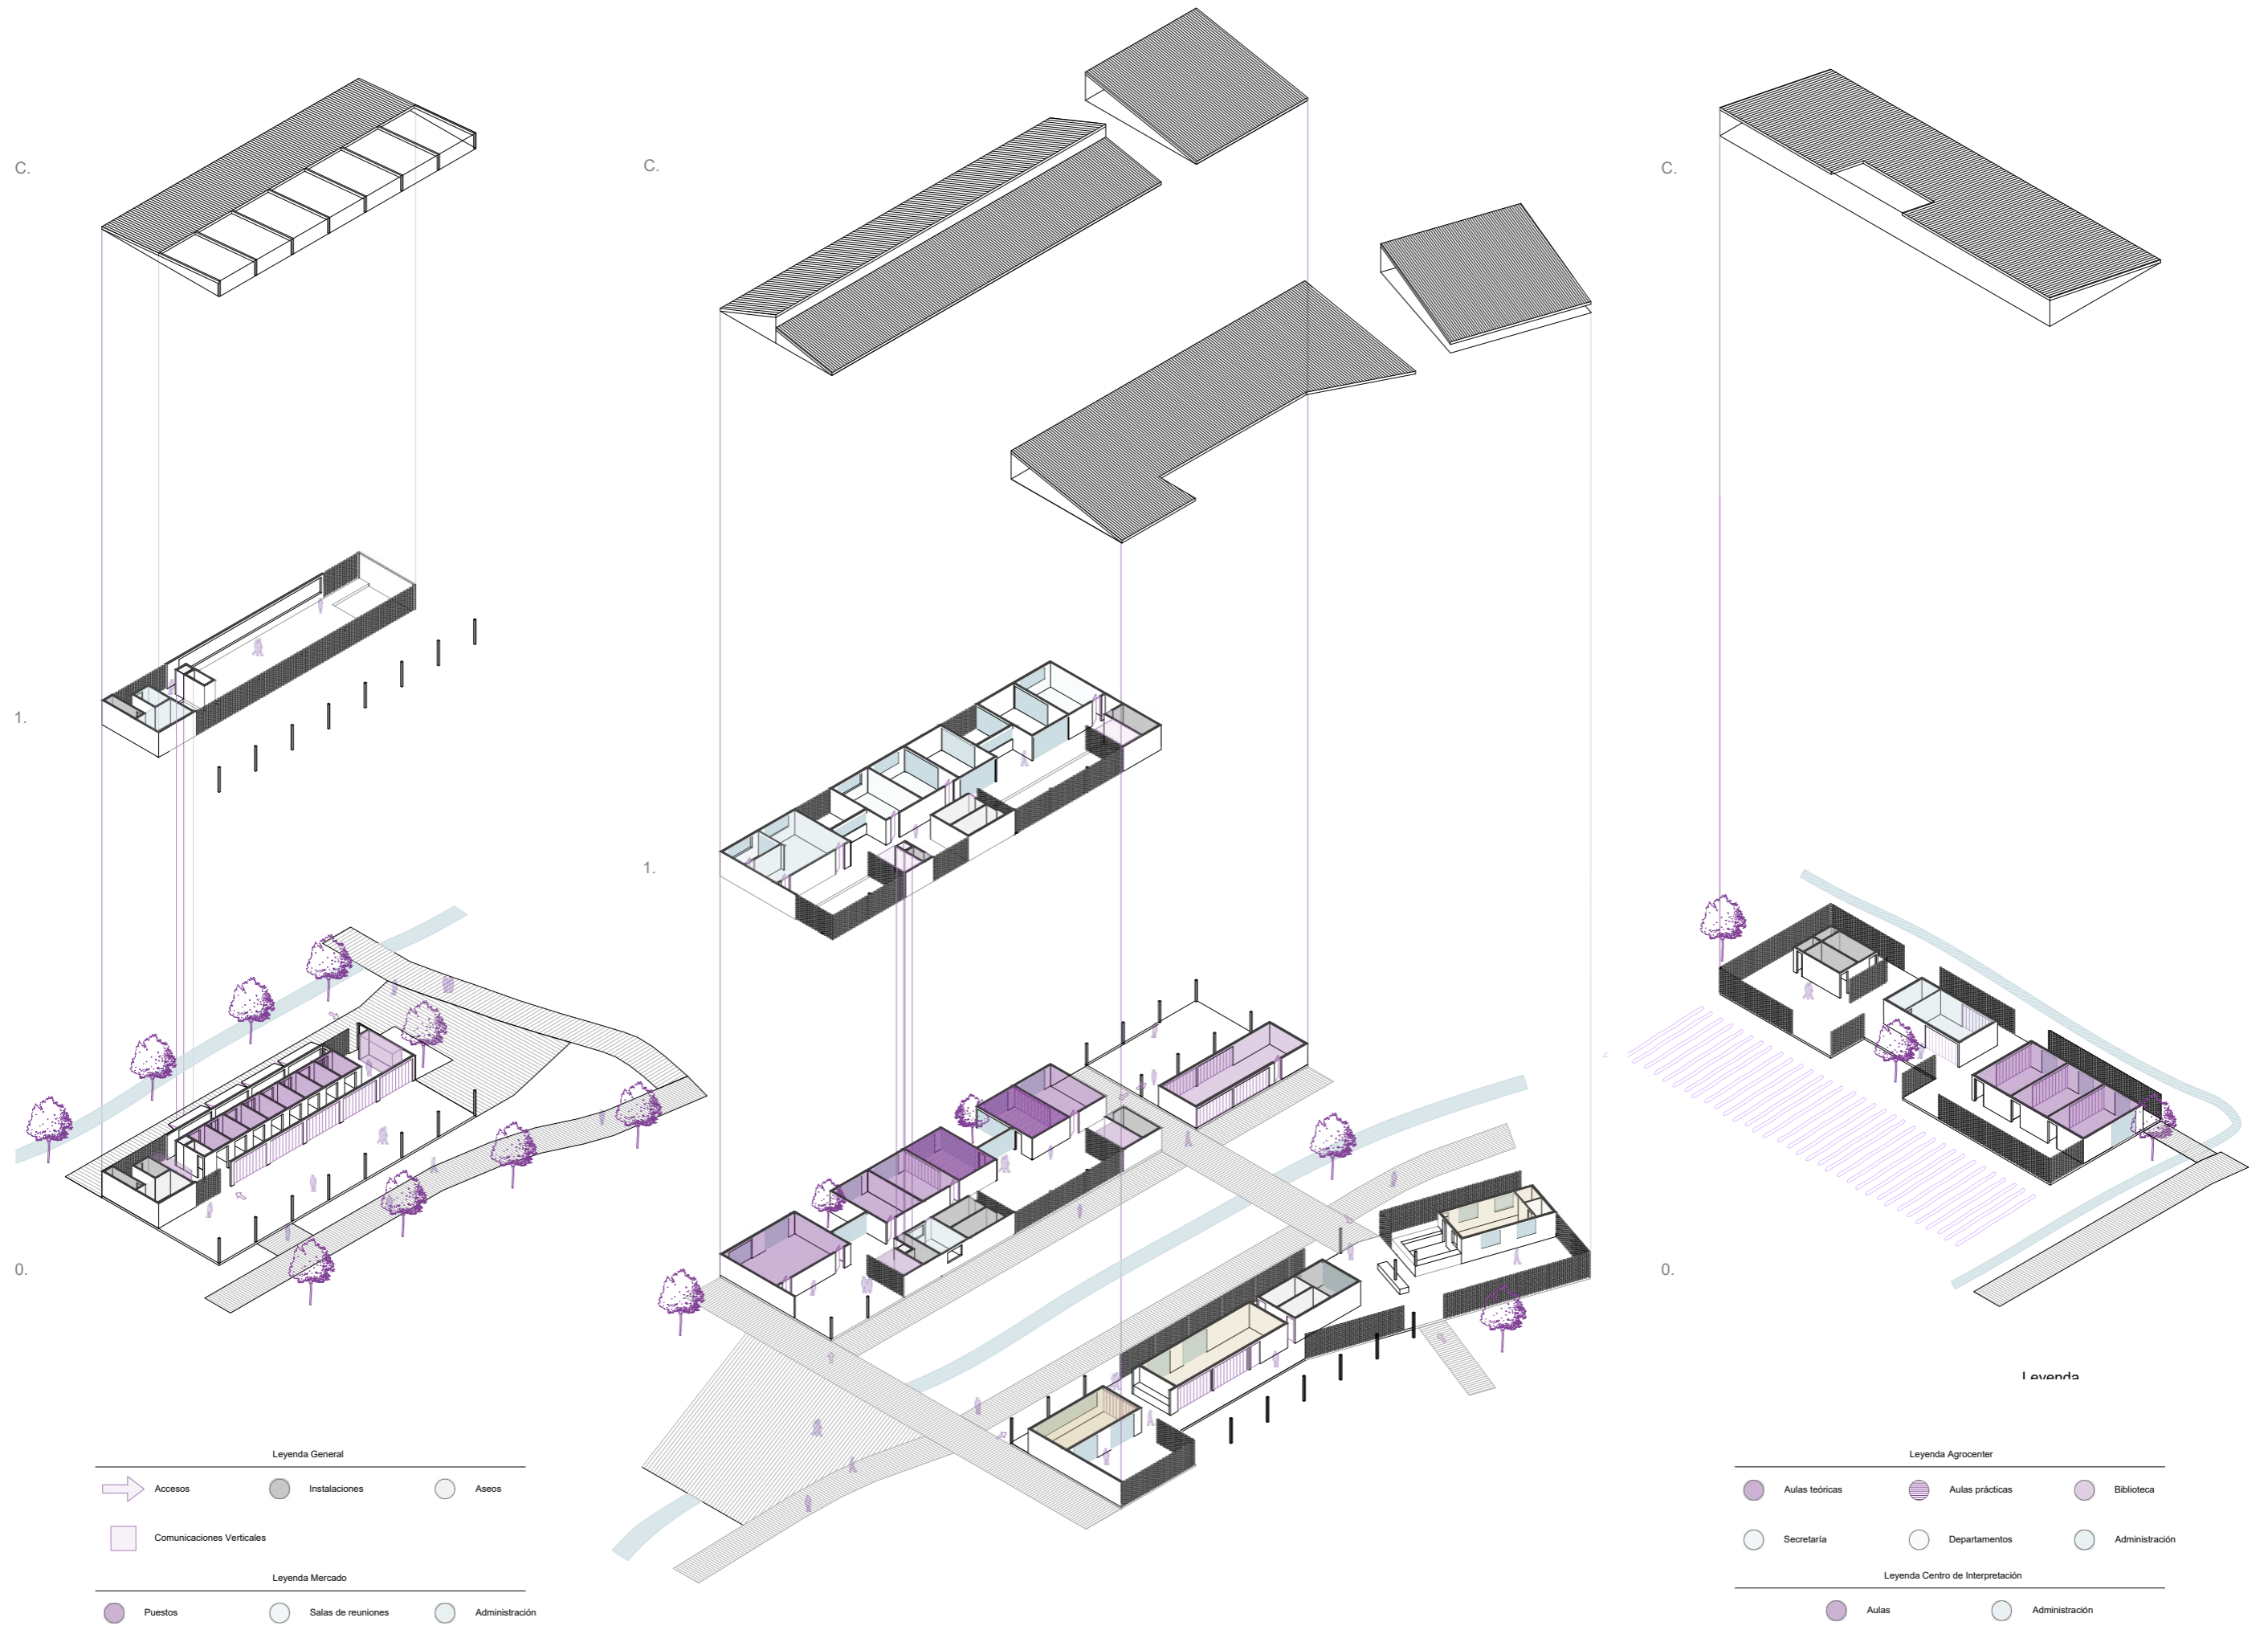 C.
C.
C.
1.
1.
0.
0.
Leyenda
Leyenda General
Accesos
Instalaciones
Aseos
Comunicaciones Verticales
Leyenda Mercado
Puestos
Salas de reuniones
Administración
Leyenda Agrocenter
Aulas teóricas
Aulas prácticas
Biblioteca
Secretaría
Departamentos
Administración
Leyenda Centro de Interpretación
Aulas
Administración